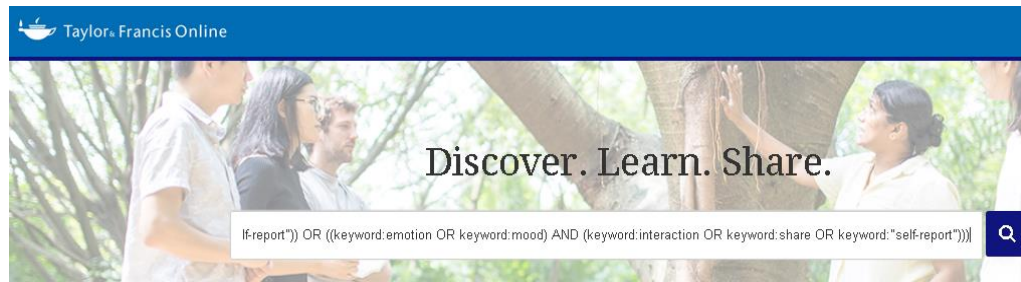 Taylor & Francis Online
Discover. Learn. Share.
lf-report")) OR ((keyword:emotion OR keyword:mood) AND (keyword:interaction OR keyword:share OR keyword:"self-report")))